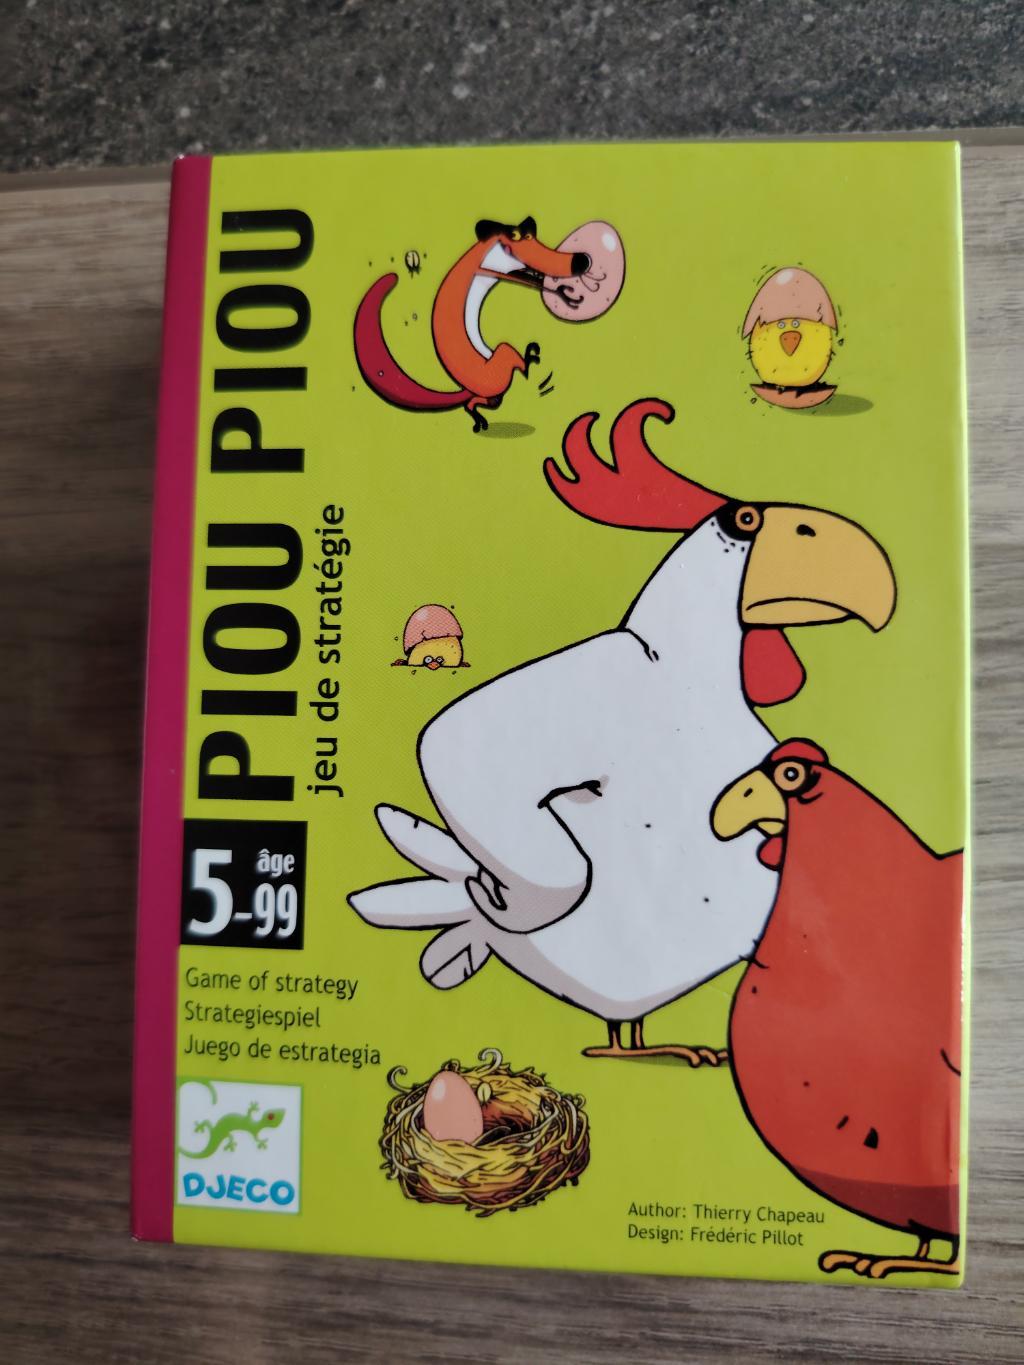 PIOU PIOU
jeu de stratégie
5-99
âge
Game of strategy
Strategiespiel
Juego de estrategia
DJECO
Author: Thierry Chapeau
Design: Frédéric Pillot